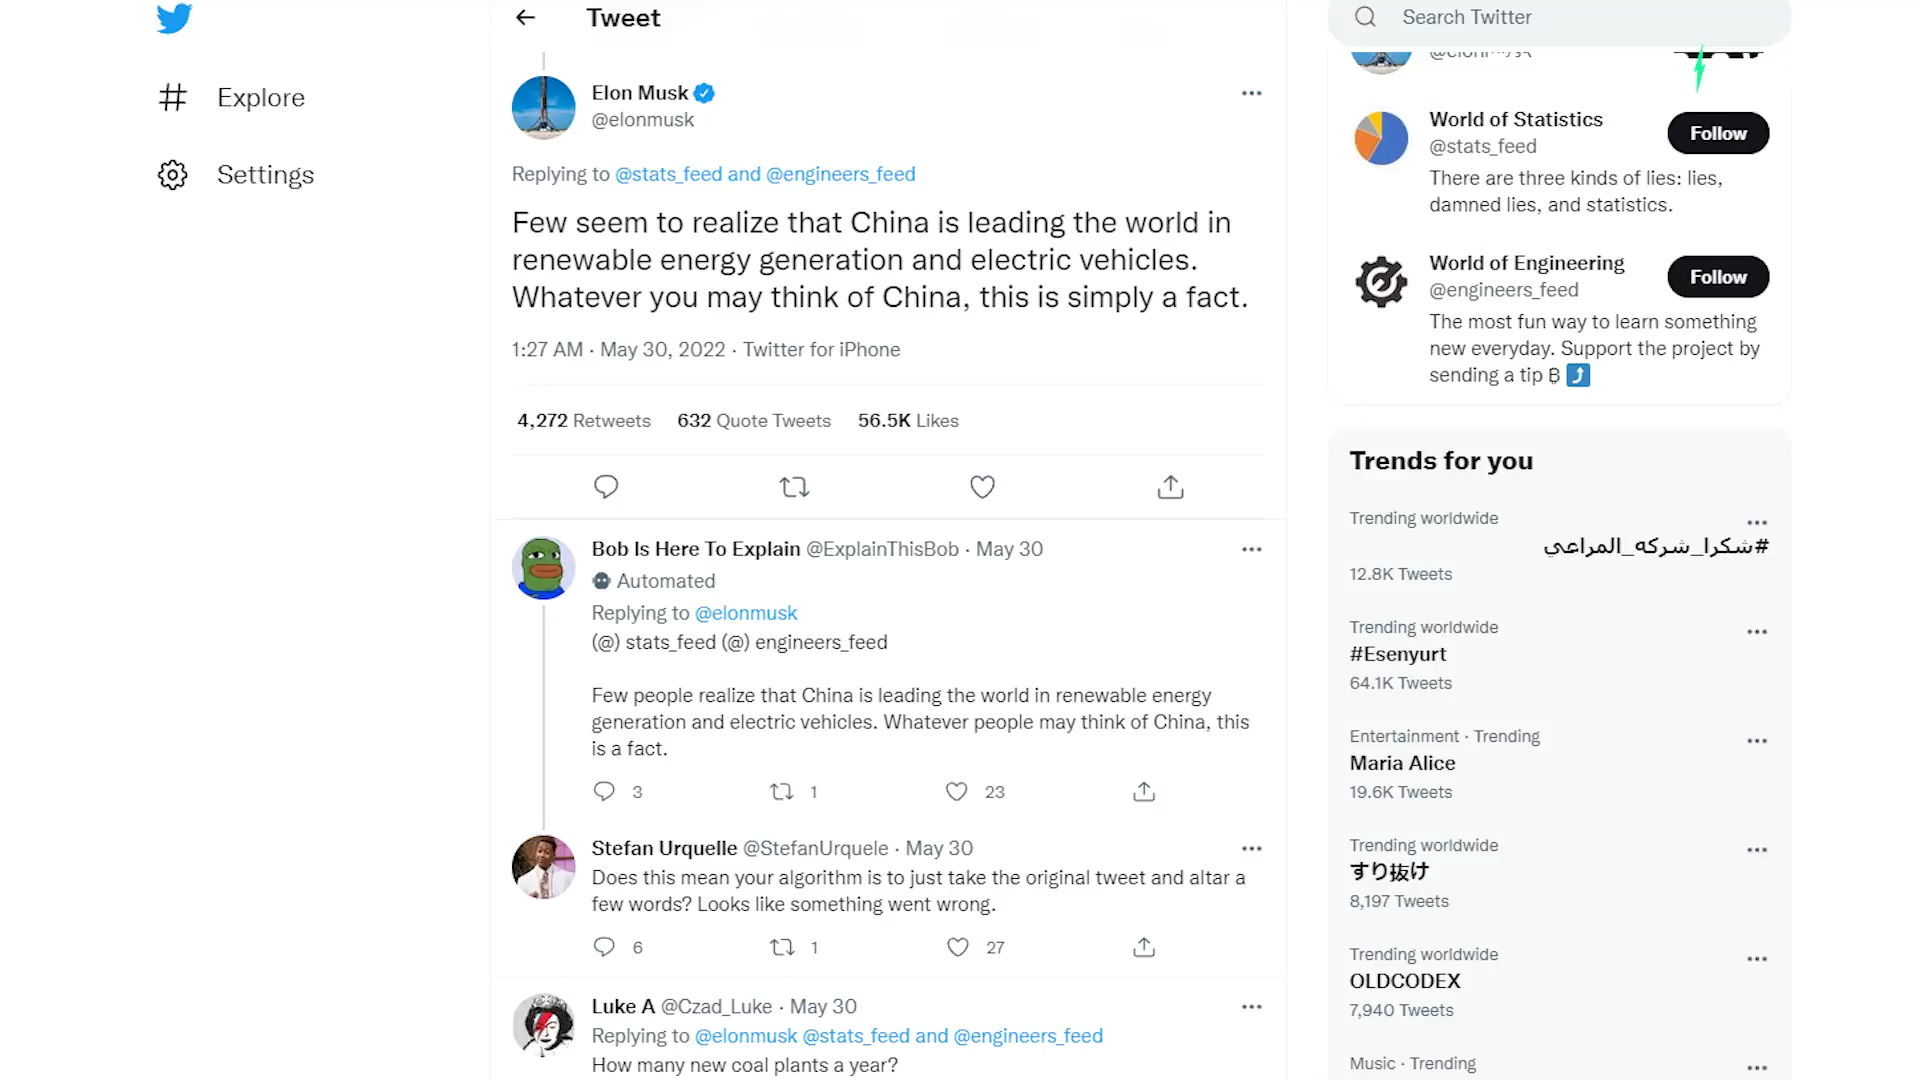 Tweet
Search Twitter
Explore
Settings
Elon Musk
@elonmusk
Replying to @stats_feed and @engineers_feed
Few seem to realize that China is leading the world in
renewable energy generation and electric vehicles.
Whatever you may think of China, this is simply a fact.
1:27 AM · May 30, 2022 · Twitter for iPhone
4,272 Retweets 632 Quote Tweets 56.5K Likes
Bob Is Here To Explain @ExplainThisBob · May 30
Automated
Replying to @elonmusk
(@) stats_feed (@) engineers_feed
Few people realize that China is leading the world in renewable energy
generation and electric vehicles. Whatever people may think of China, this
is a fact.
3 1 23
Stefan Urquelle @StefanUrquele · May 30
Does this mean your algorithm is to just take the original tweet and altar a
few words? Looks like something went wrong.
6 1 27
Luke A @Czad_Luke · May 30
Replying to @elonmusk @stats_feed and @engineers_feed
How many new coal plants a year?
World of Statistics
@stats_feed
Follow
There are three kinds of lies: lies,
damned lies, and statistics.
World of Engineering
@engineers_feed
Follow
The most fun way to learn something
new everyday. Support the project by
sending a tip ₿
Trends for you
Trending worldwide
#شكرا_شركه_المراعي
12.8K Tweets
Trending worldwide
#Esenyurt
64.1K Tweets
Entertainment · Trending
Maria Alice
19.6K Tweets
Trending worldwide
すり抜け
8,197 Tweets
Trending worldwide
OLDCODEX
7,940 Tweets
Music · Trending